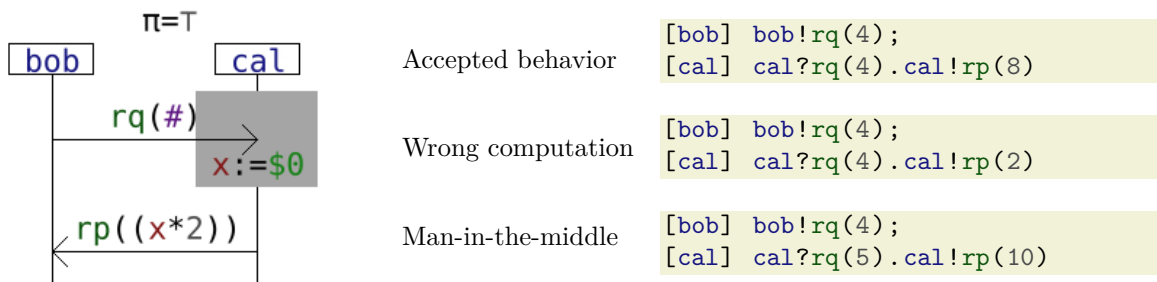 π=⊤
bob cal
rq(#)
x:=$0
rp((x*2))
Accepted behavior
[bob] bob!rq(4);
[cal] cal?rq(4).cal!rp(8)
Wrong computation
[bob] bob!rq(4);
[cal] cal?rq(4).cal!rp(2)
Man-in-the-middle
[bob] bob!rq(4);
[cal] cal?rq(5).cal!rp(10)